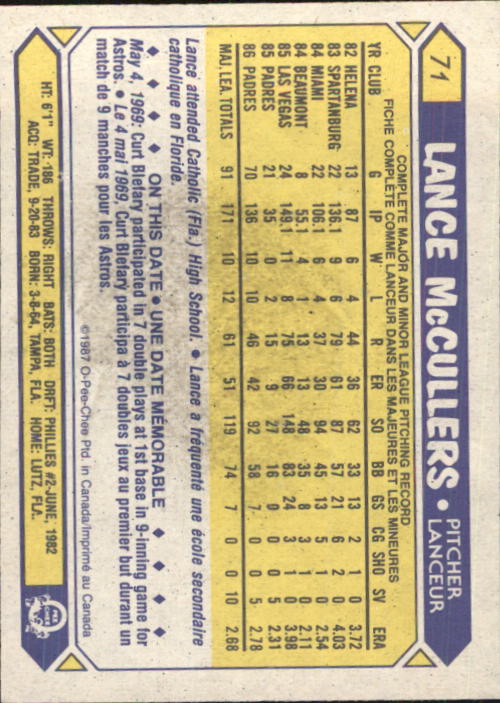 71 LANCE McCULLERS • PITCHER
LANCEUR
COMPLETE MAJOR AND MINOR LEAGUE PITCHING RECORD
FICHE COMPLÈTE COMME LANCEUR DANS LES MAJEURES ET LES MINEURES
YR CLUB G IP W L R ER SO BB GS CG SHO SV ERA
82 HELENA 13 87 6 4 44 36 62 33 13 2 1 0 3.72
83 SPARTANBURG 22 136.1 9 6 79 61 87 57 21 6 2 0 4.03
84 MIAMI 22 106.1 6 4 37 30 94 45 13 5 1 0 2.54
84 BEAUMONT 8 55.1 4 1 13 13 48 35 8 3 1 0 2.11
85 LAS VEGAS 24 149.1 11 8 75 66 148 83 24 3 1 0 3.98
85 PADRES 21 35 0 2 15 9 27 16 0 0 0 5 2.31
86 PADRES 70 136 10 10 46 42 92 58 7 0 0 5 2.78
MAJ. LEA. TOTALS 91 171 10 12 61 51 119 74 7 0 0 10 2.68
Lance attended Catholic (Fla.) High School. • Lance a fréquenté une école secondaire
catholique en Floride.
◆ ◆ ◆ ◆ ON THIS DATE • UNE DATE MÉMORABLE ◆ ◆ ◆ ◆
May 4, 1969: Curt Blefary participated in 7 double plays at 1st base in 9-inning game for
Astros. • Le 4 mai 1969, Curt Blefary participa à 7 doubles jeux au premier but durant un
match de 9 manches pour les Astros.
©1987 O-Pee-Chee Ptd. in Canada/Imprimé au Canada
HT: 6'1" WT: 186 THROWS: RIGHT BATS: BOTH DRFT: PHILLIES #2-JUNE, 1982
ACQ: TRADE, 9-20-83 BORN: 3-8-64, TAMPA, FLA. HOME: LUTZ, FLA.
O-PEE-CHEE